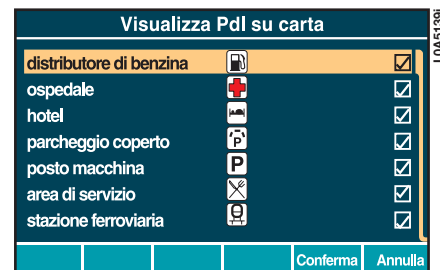 Visualizza PdI su carta
distributore di benzina
ospedale
hotel
parcheggio coperto
P
posto macchina
P
area di servizio
stazione ferroviaria
Conferma Annulla
L0A5139i